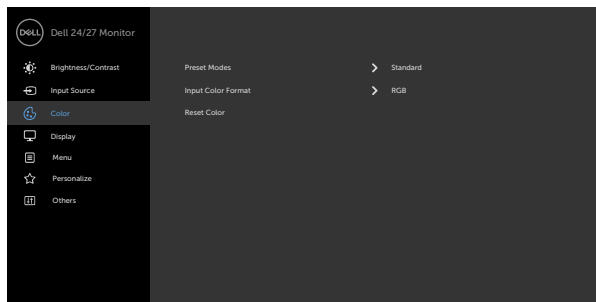 DELL
Dell 24/27 Monitor
Brightness/Contrast
Preset Modes
Standard
Input Source
Input Color Format
RGB
Color
Reset Color
Display
Menu
Personalize
Others